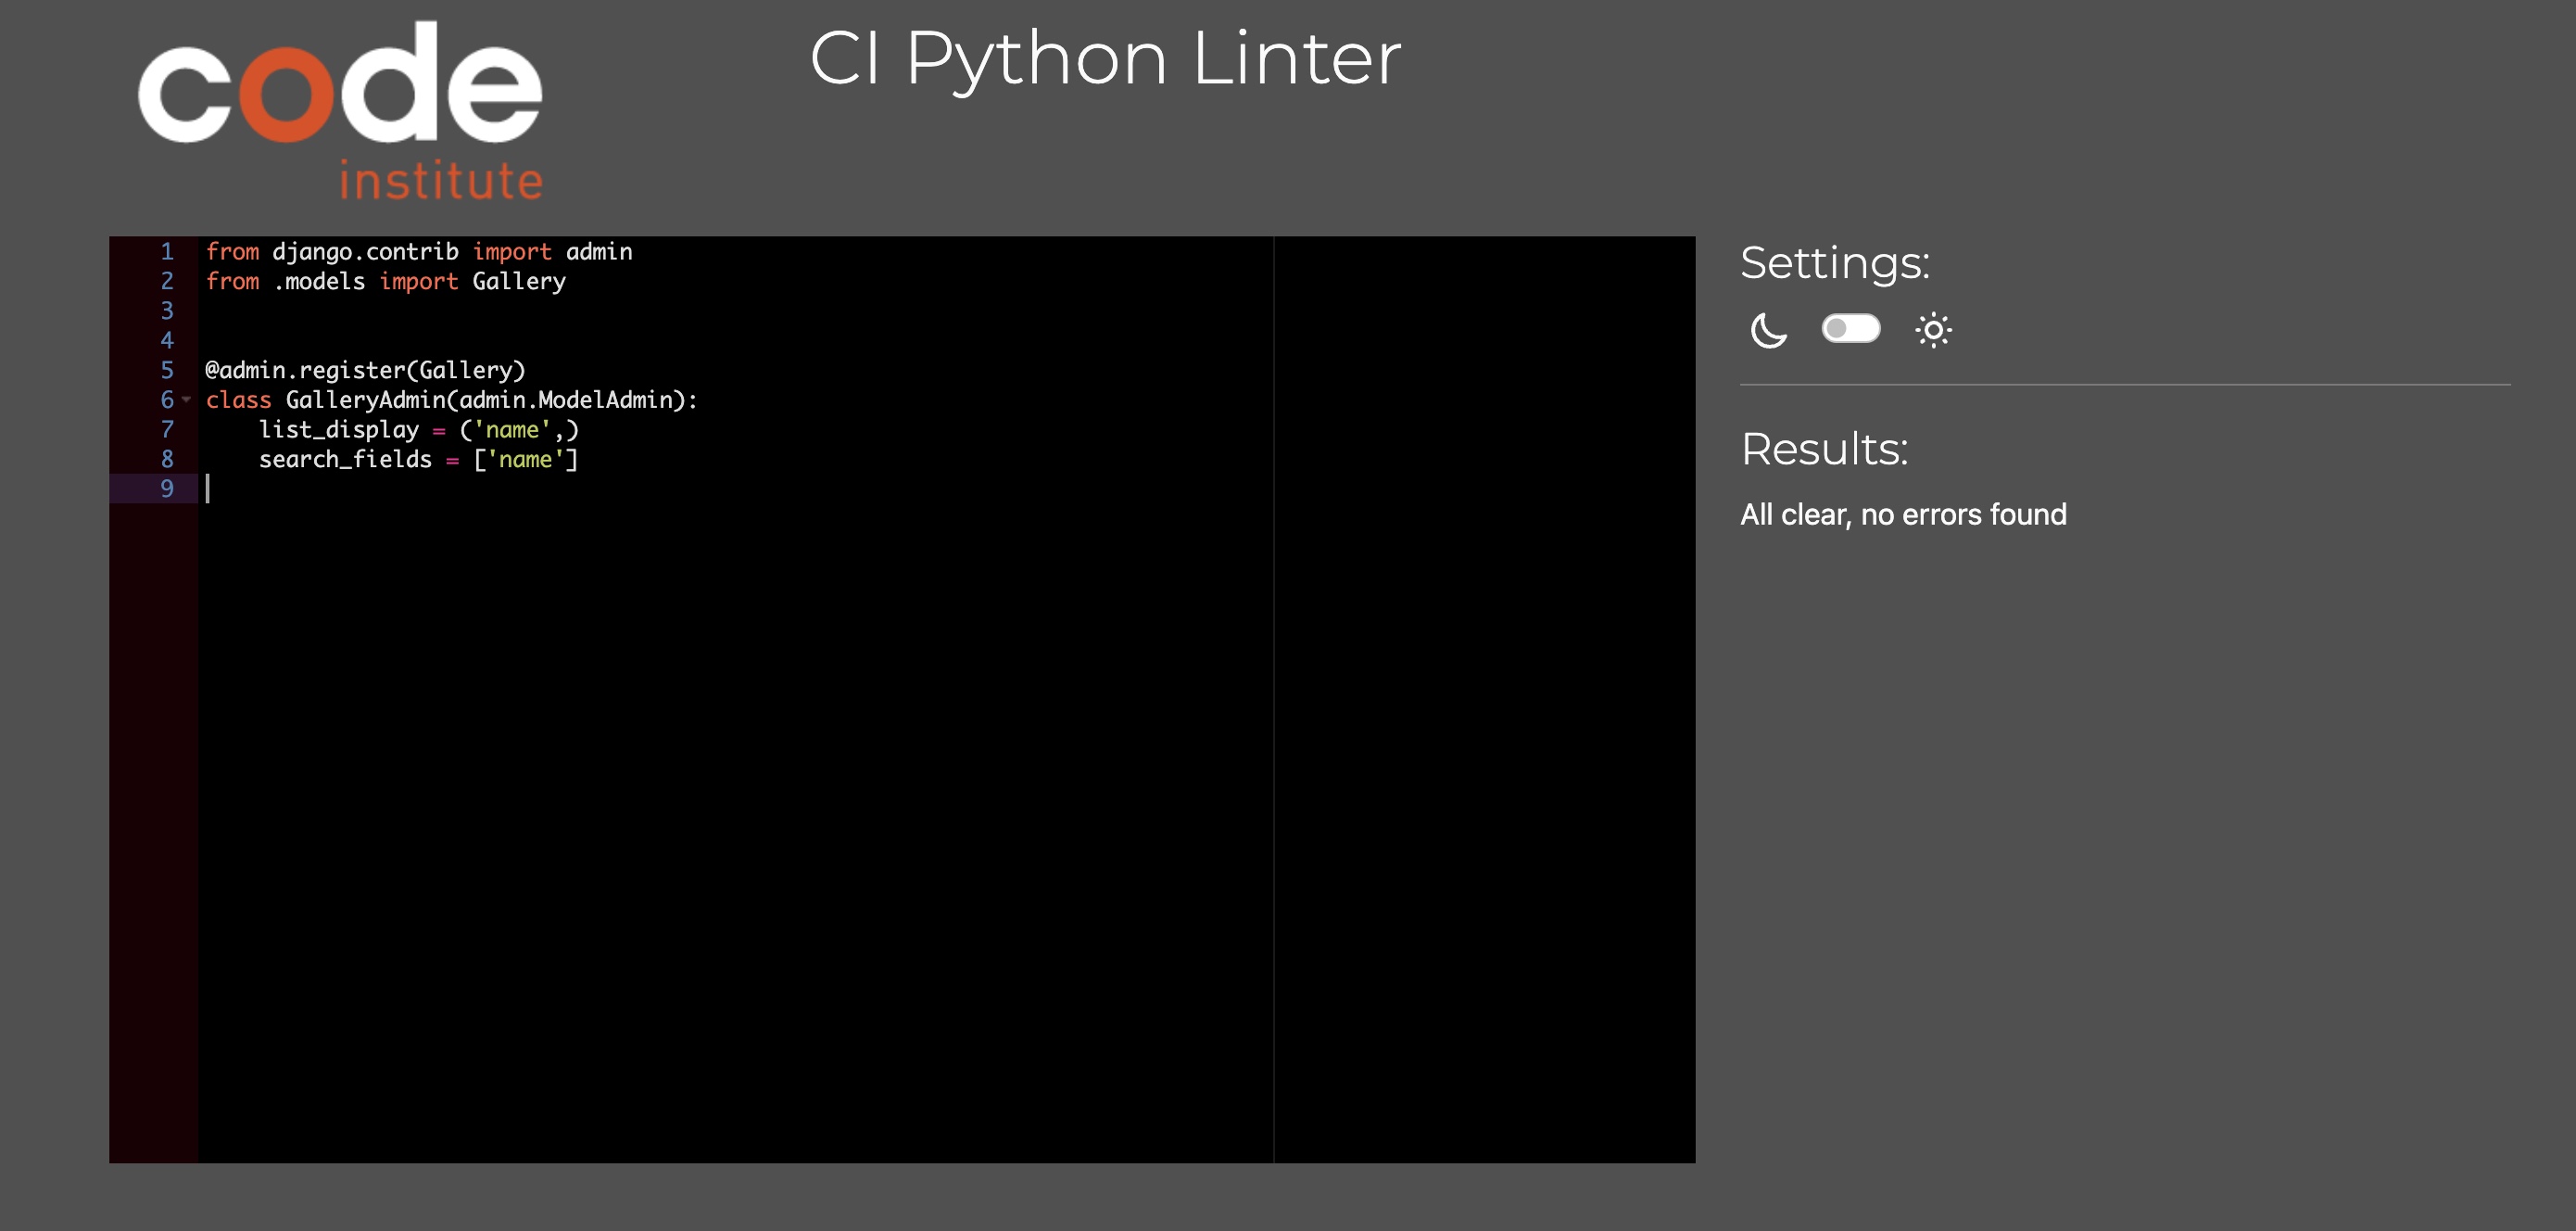 code
institute
CI Python Linter
1 from django.contrib import admin
2 from .models import Gallery
3
4
5 @admin.register(Gallery)
6 class GalleryAdmin(admin.ModelAdmin):
7     list_display = ('name',)
8     search_fields = ['name']
9
Settings:
Results:
All clear, no errors found